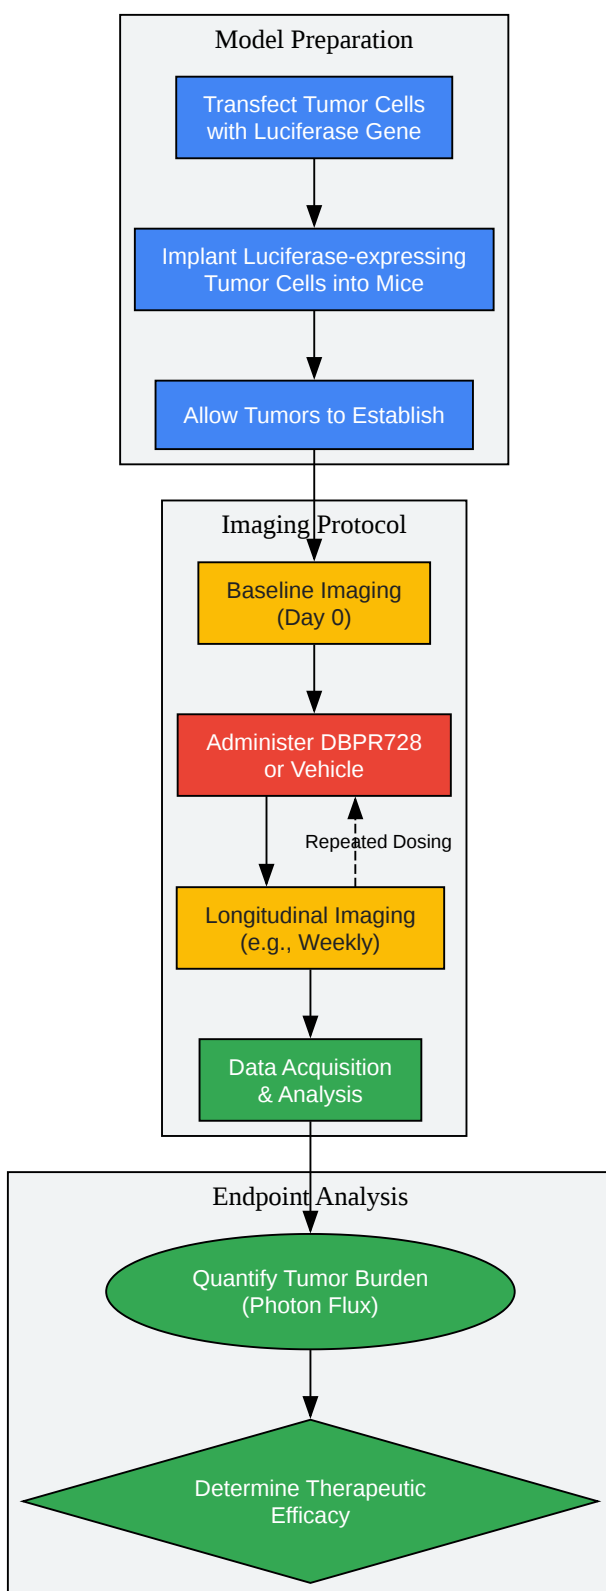 Model Preparation
Transfect Tumor Cells
with Luciferase Gene
Implant Luciferase-expressing
Tumor Cells into Mice
Allow Tumors to Establish
Imaging Protocol
Baseline Imaging
(Day 0)
Administer DBPR728
or Vehicle
Repeated Dosing
Longitudinal Imaging
(e.g., Weekly)
Data Acquisition
& Analysis
Endpoint Analysis
Quantify Tumor Burden
(Photon Flux)
Determine Therapeutic
Efficacy